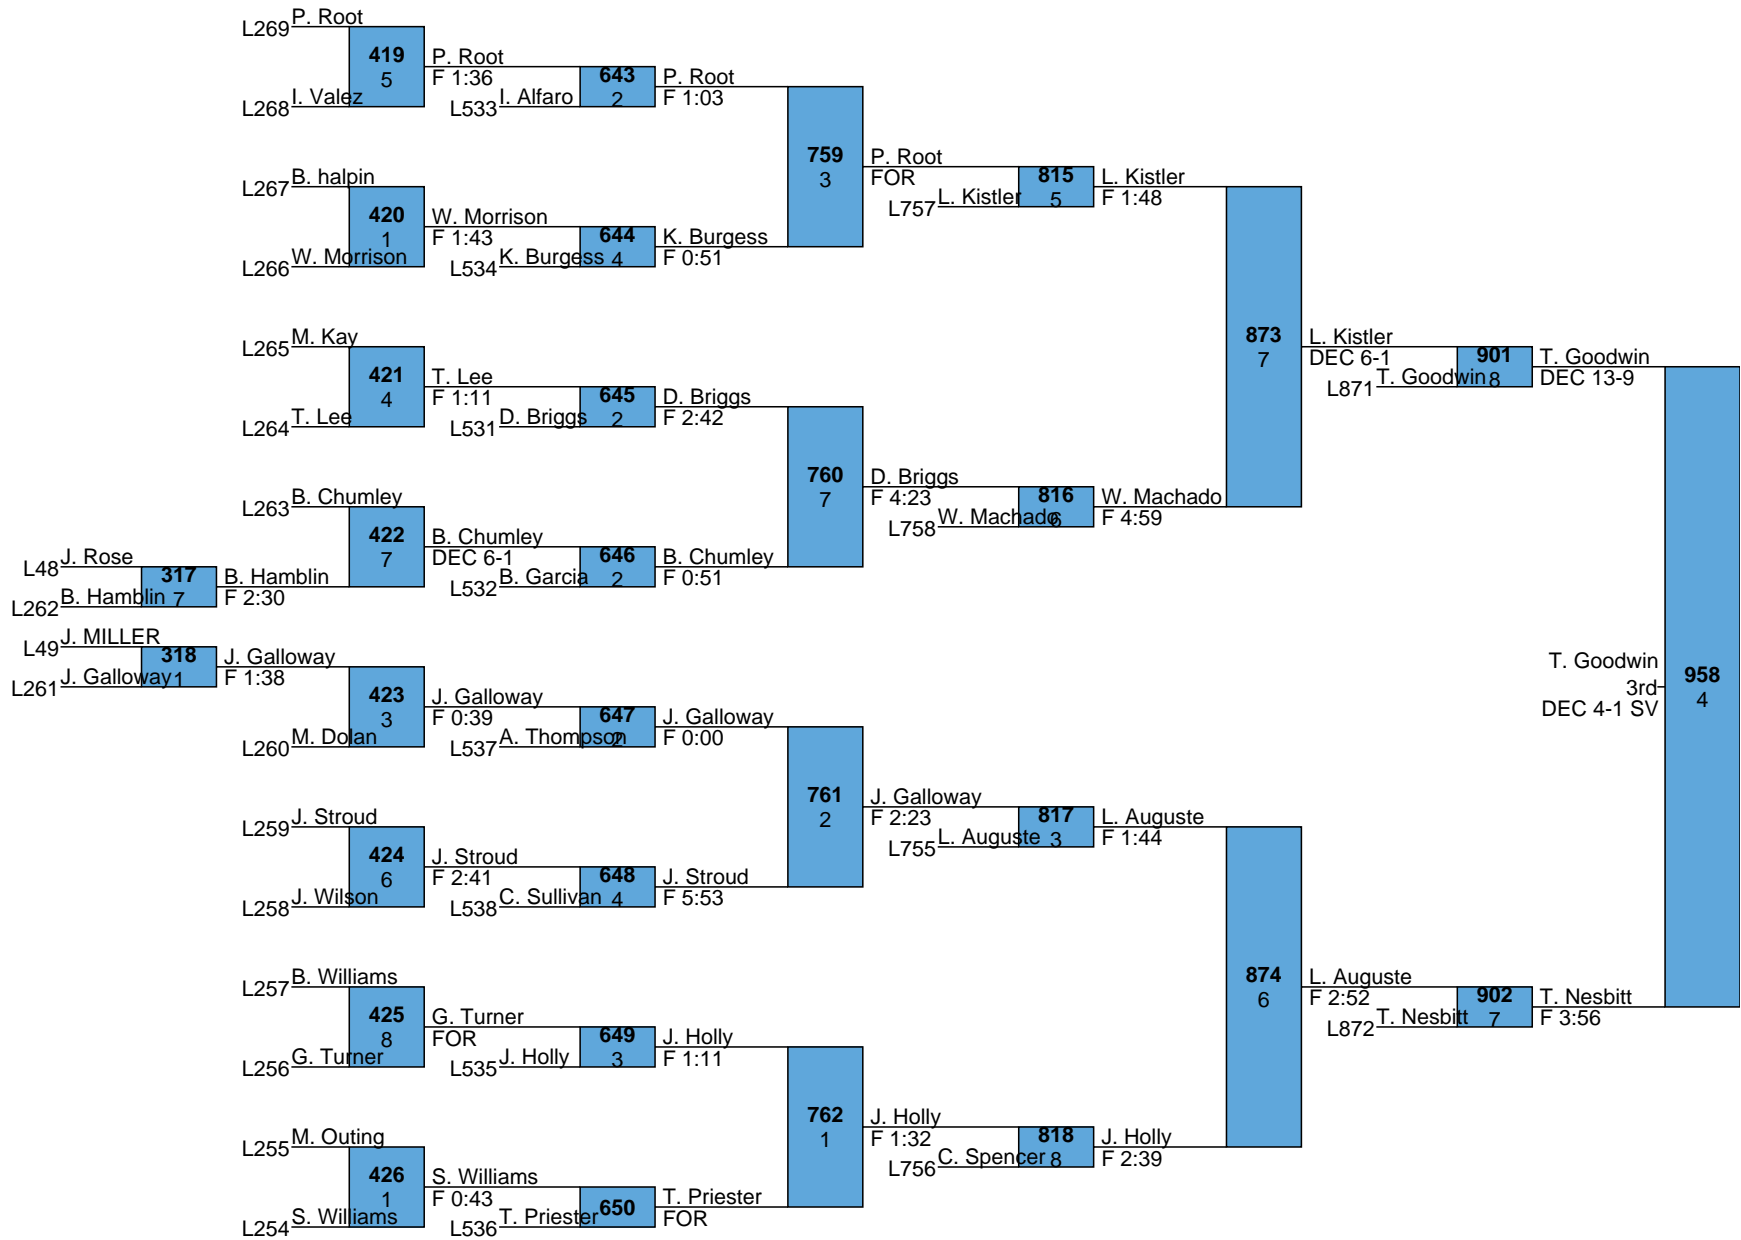 P. Root
L269
419
5
I. Valez
L268
P. Root
F 1:36
I. Alfaro
L533
643
2
P. Root
F 1:03
B. halpin
L267
420
1
W. Morrison
L266
W. Morrison
F 1:43
K. Burgess
L534
644
4
K. Burgess
F 0:51
759
3
P. Root
FOR
L. Kistler
L757
815
5
L. Kistler
F 1:48
M. Kay
L265
421
4
T. Lee
L264
T. Lee
F 1:11
D. Briggs
L531
645
2
D. Briggs
F 2:42
B. Chumley
L263
422
7
J. Rose
L48
317
7
B. Hamblin
L262
B. Hamblin
F 2:30
B. Chumley
DEC 6-1
B. Garcia
L532
646
2
B. Chumley
F 0:51
760
7
D. Briggs
F 4:23
W. Machado
L758
816
6
W. Machado
F 4:59
873
7
L. Kistler
DEC 6-1
T. Goodwin
L871
901
8
T. Goodwin
DEC 13-9
J. MILLER
L49
318
1
J. Galloway
L261
J. Galloway
F 1:38
423
3
M. Dolan
L260
J. Galloway
F 0:39
A. Thompson
L537
647
2
J. Galloway
F 0:00
J. Stroud
L259
424
6
J. Wilson
L258
J. Stroud
F 2:41
C. Sullivan
L538
648
4
J. Stroud
F 5:53
761
2
J. Galloway
F 2:23
L. Auguste
L755
817
3
L. Auguste
F 1:44
B. Williams
L257
425
8
G. Turner
L256
G. Turner
FOR
J. Holly
L535
649
3
J. Holly
F 1:11
M. Outing
L255
426
1
S. Williams
L254
S. Williams
F 0:43
T. Priester
L536
650
T. Priester
FOR
762
1
J. Holly
F 1:32
C. Spencer
L756
818
8
J. Holly
F 2:39
874
6
L. Auguste
F 2:52
T. Nesbitt
L872
902
7
T. Nesbitt
F 3:56
958
4
T. Goodwin
3rd
DEC 4-1 SV